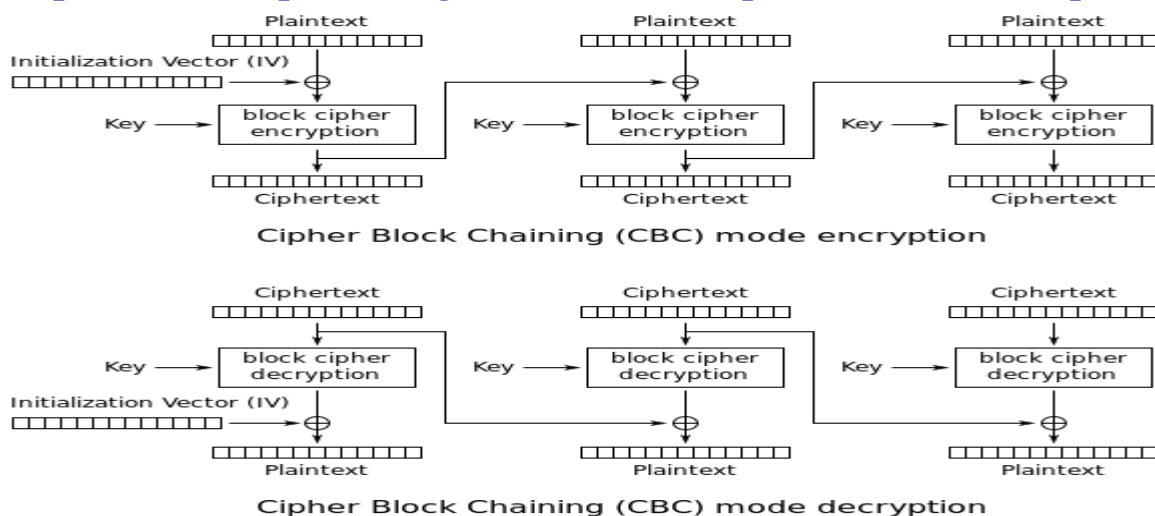 Plaintext Plaintext Plaintext
Initialization Vector (IV)
Key block cipher encryption Key block cipher encryption Key block cipher encryption
Ciphertext Ciphertext Ciphertext
Cipher Block Chaining (CBC) mode encryption
Ciphertext Ciphertext Ciphertext
Key block cipher decryption Key block cipher decryption Key block cipher decryption
Initialization Vector (IV)
Plaintext Plaintext Plaintext
Cipher Block Chaining (CBC) mode decryption